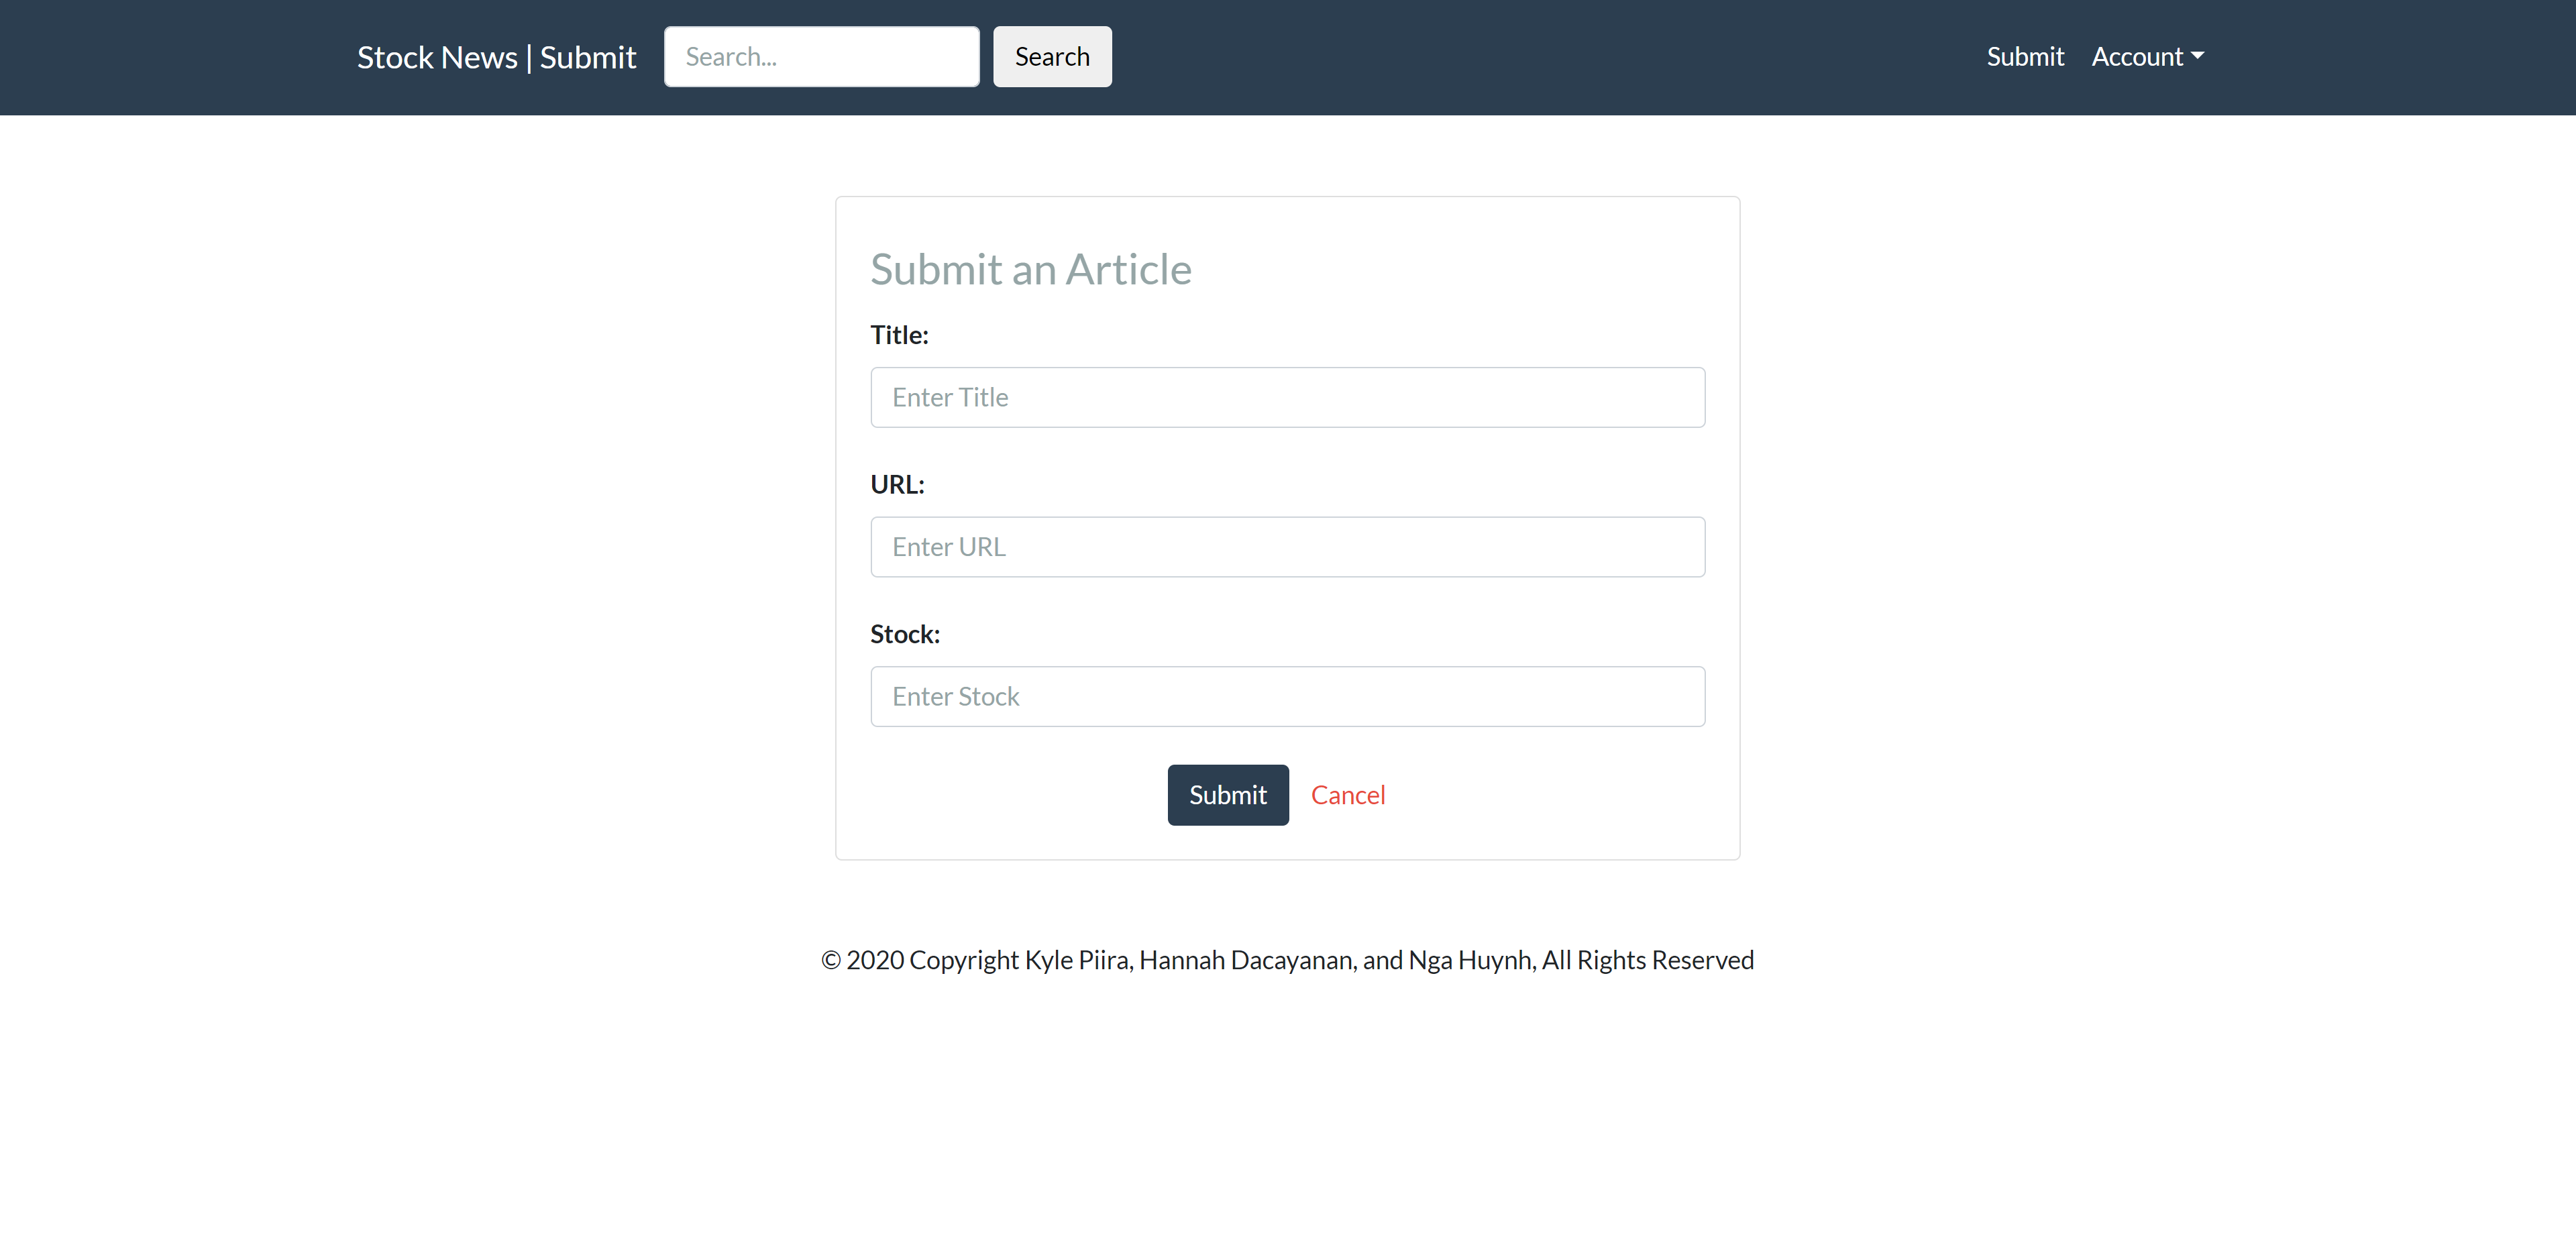 Stock News | Submit Search... Search Submit Account
Submit an Article
Title:
Enter Title
URL:
Enter URL
Stock:
Enter Stock
Submit Cancel
© 2020 Copyright Kyle Piira, Hannah Dacayanan, and Nga Huynh, All Rights Reserved